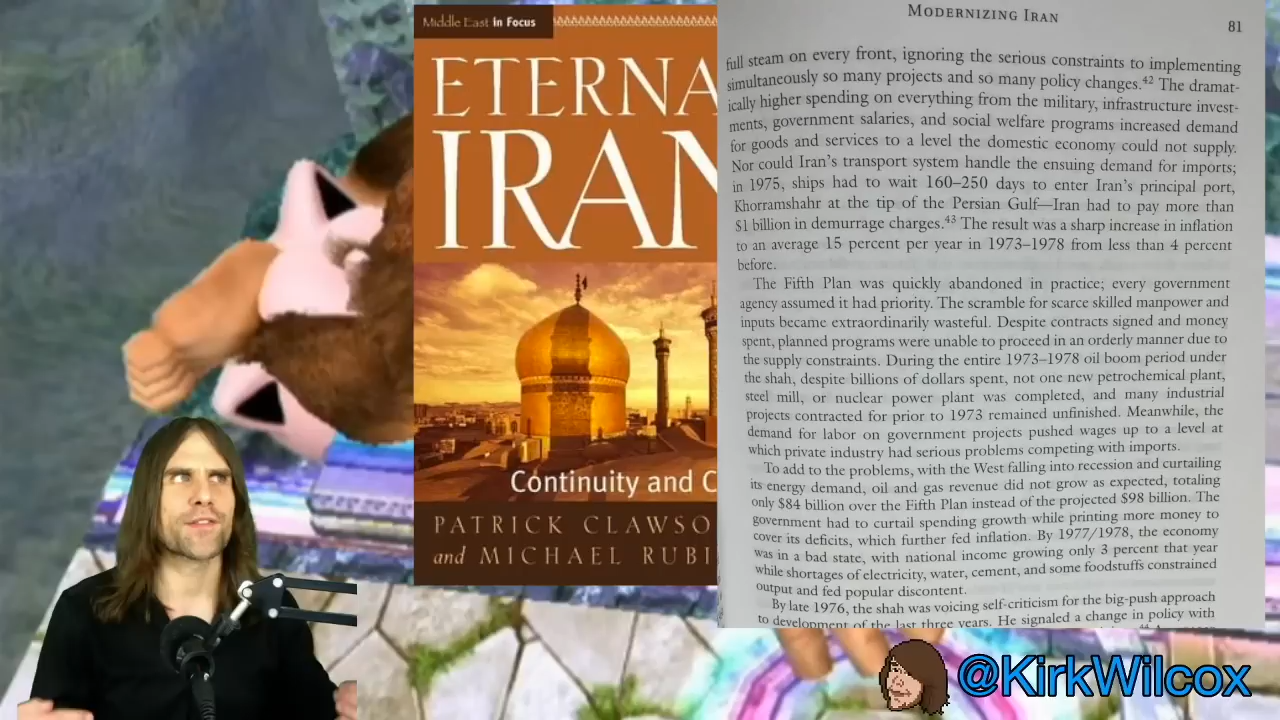 Middle East in Focus
ETERNA
IRAN
Continuity and C
PATRICK CLAWSO
and MICHAEL RUBI
MODERNIZING IRAN
81
full steam on every front, ignoring the serious constraints to implementing
simultaneously so many projects and so many policy changes.42 The dramat-
ically higher spending on everything from the military, infrastructure invest-
ments, government salaries, and social welfare programs increased demand
for goods and services to a level the domestic economy could not supply.
Nor could Iran's transport system handle the ensuing demand for imports;
in 1975, ships had to wait 160–250 days to enter Iran's principal port,
Khorramshahr at the tip of the Persian Gulf—Iran had to pay more than
$1 billion in demurrage charges.43 The result was a sharp increase in inflation
to an average 15 percent per year in 1973–1978 from less than 4 percent
before.
The Fifth Plan was quickly abandoned in practice; every government
agency assumed it had priority. The scramble for scarce skilled manpower and
inputs became extraordinarily wasteful. Despite contracts signed and money
spent, planned programs were unable to proceed in an orderly manner due to
the supply constraints. During the entire 1973–1978 oil boom period under
the shah, despite billions of dollars spent, not one new petrochemical plant,
steel mill, or nuclear power plant was completed, and many industrial
projects contracted for prior to 1973 remained unfinished. Meanwhile, the
demand for labor on government projects pushed wages up to a level at
which private industry had serious problems competing with imports.
To add to the problems, with the West falling into recession and curtailing
its energy demand, oil and gas revenue did not grow as expected, totaling
only $84 billion over the Fifth Plan instead of the projected $98 billion. The
government had to curtail spending growth while printing more money to
cover its deficits, which further fed inflation. By 1977/1978, the economy
was in a bad state, with national income growing only 3 percent that year
while shortages of electricity, water, cement, and some foodstuffs constrained
output and fed popular discontent.
By late 1976, the shah was voicing self-criticism for the big-push approach
to development of the last three years. He signaled a change in policy with
@KirkWilcox